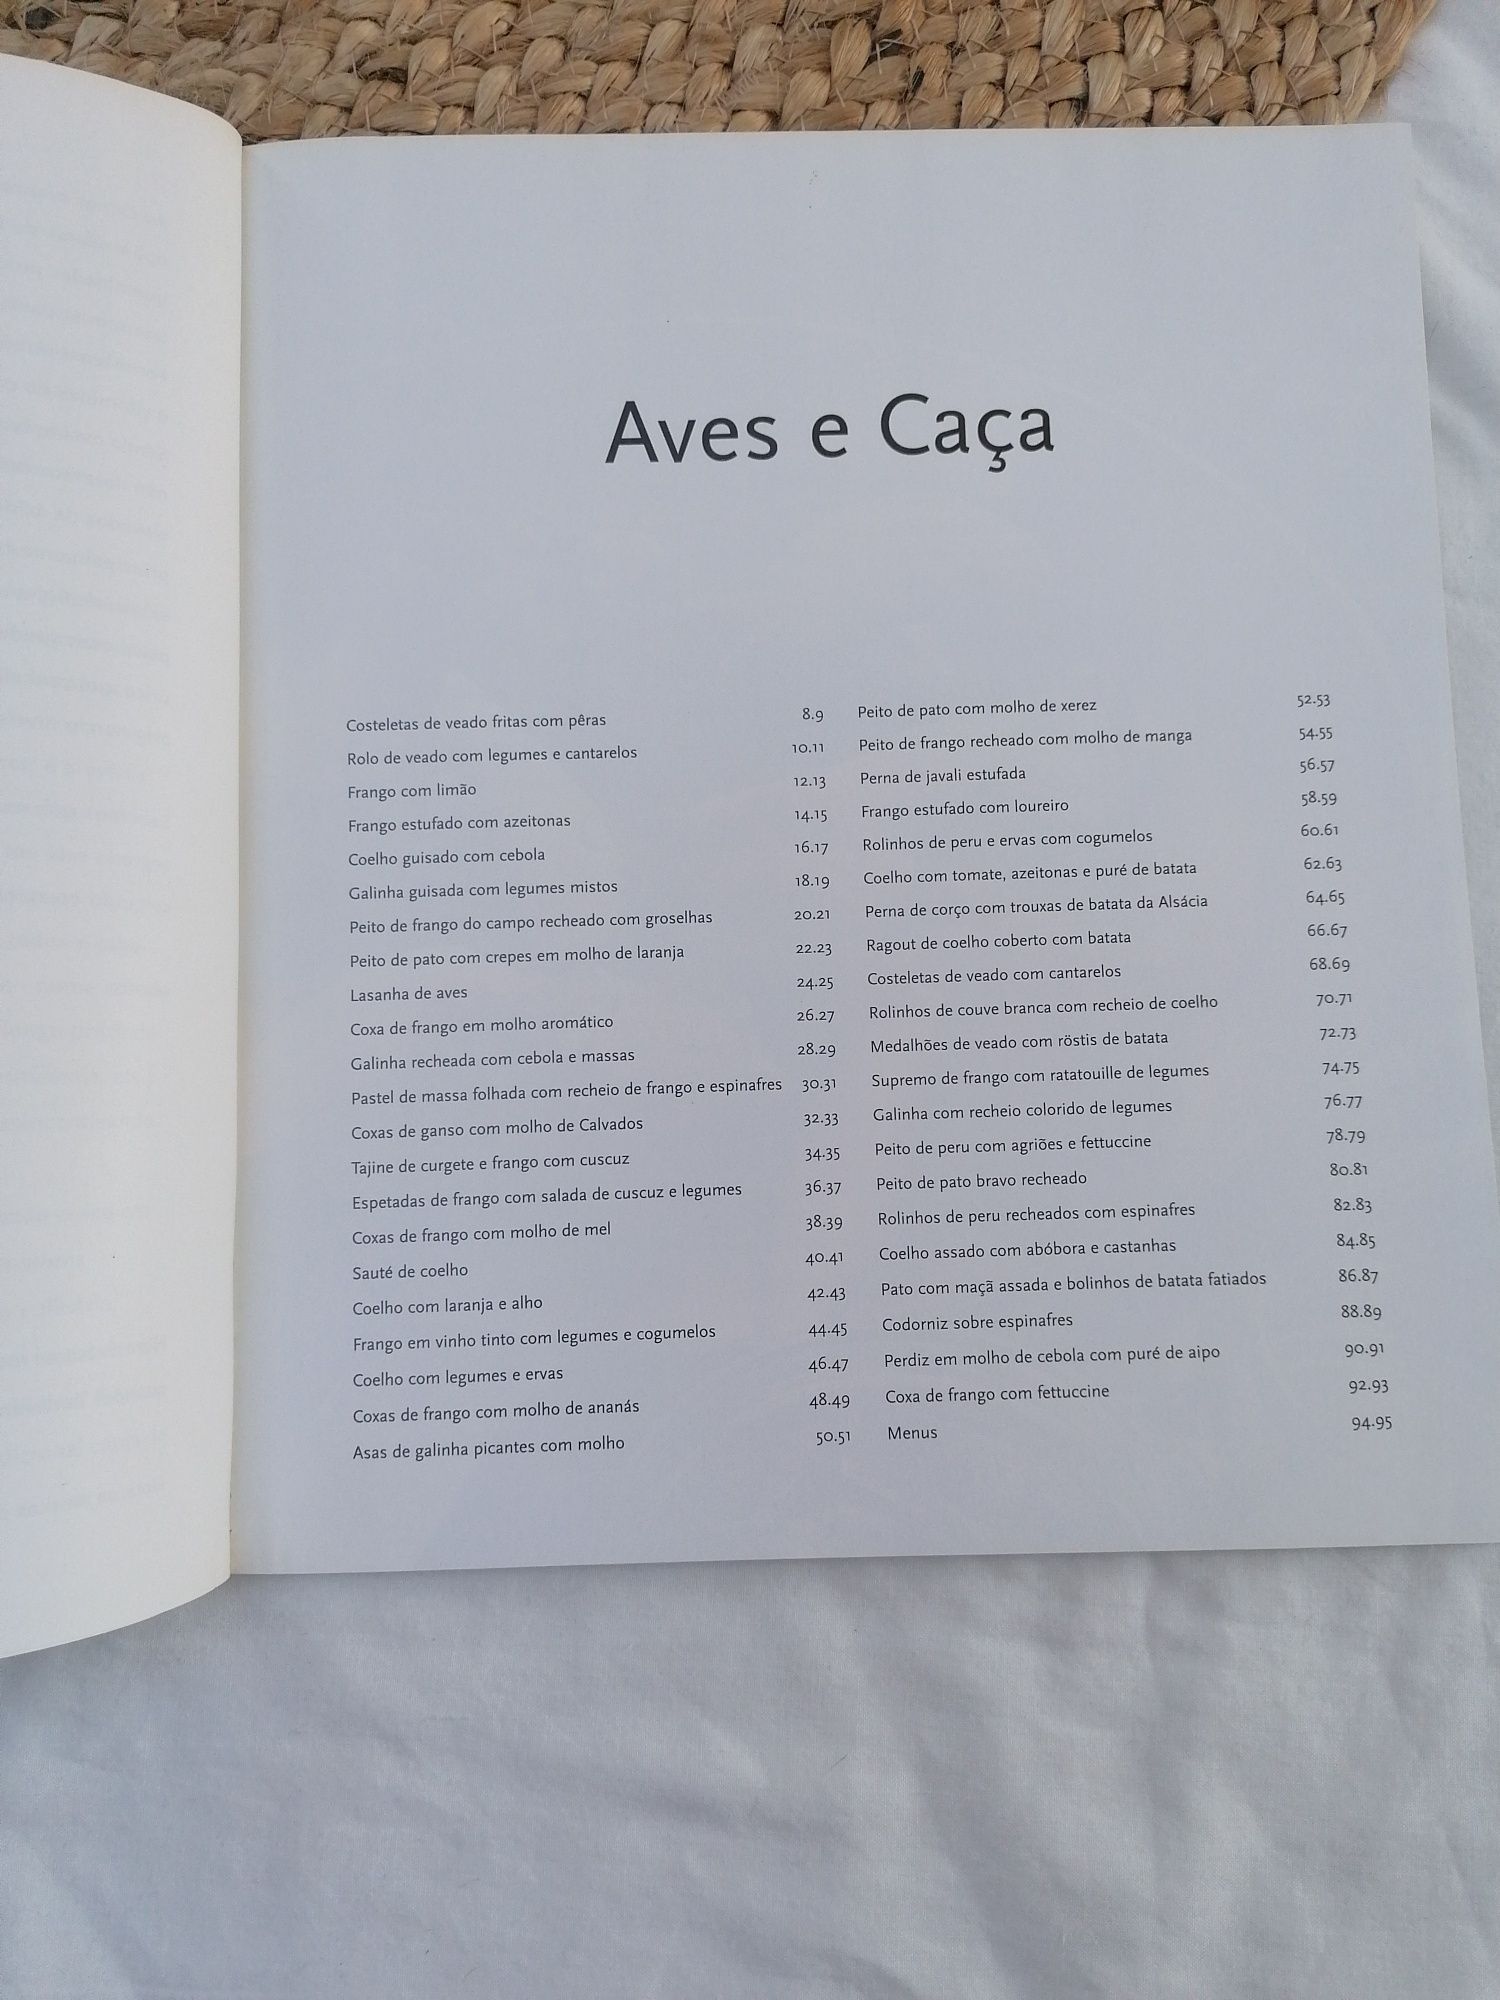 Aves e Caça
Costeletas de veado fritas com pêras 8.9
Rolo de veado com legumes e cantarelos 10.11
Frango com limão 12.13
Frango estufado com azeitonas 14.15
Coelho guisado com cebola 16.17
Galinha guisada com legumes mistos 18.19
Peito de frango do campo recheado com groselhas 20.21
Peito de pato com crepes em molho de laranja 22.23
Lasanha de aves 24.25
Coxa de frango em molho aromático 26.27
Galinha recheada com cebola e massas 28.29
Pastel de massa folhada com recheio de frango e espinafres 30.31
Coxas de ganso com molho de Calvados 32.33
Tajine de curgete e frango com cuscuz 34.35
Espetadas de frango com salada de cuscuz e legumes 36.37
Coxas de frango com molho de mel 38.39
Sauté de coelho 40.41
Coelho com laranja e alho 42.43
Frango em vinho tinto com legumes e cogumelos 44.45
Coelho com legumes e ervas 46.47
Coxas de frango com molho de ananás 48.49
Asas de galinha picantes com molho 50.51
Peito de pato com molho de xerez 52.53
Peito de frango recheado com molho de manga 54.55
Perna de javali estufada 56.57
Frango estufado com loureiro 58.59
Rolinhos de peru e ervas com cogumelos 60.61
Coelho com tomate, azeitonas e puré de batata 62.63
Perna de corço com trouxas de batata da Alsácia 64.65
Ragout de coelho coberto com batata 66.67
Costeletas de veado com cantarelos 68.69
Rolinhos de couve branca com recheio de coelho 70.71
Medalhões de veado com röstis de batata 72.73
Supremo de frango com ratatouille de legumes 74.75
Galinha com recheio colorido de legumes 76.77
Peito de peru com agriões e fettuccine 78.79
Peito de pato bravo recheado 80.81
Rolinhos de peru recheados com espinafres 82.83
Coelho assado com abóbora e castanhas 84.85
Pato com maçã assada e bolinhos de batata fatiados 86.87
Codorniz sobre espinafres 88.89
Perdiz em molho de cebola com puré de aipo 90.91
Coxa de frango com fettuccine 92.93
Menus 94.95